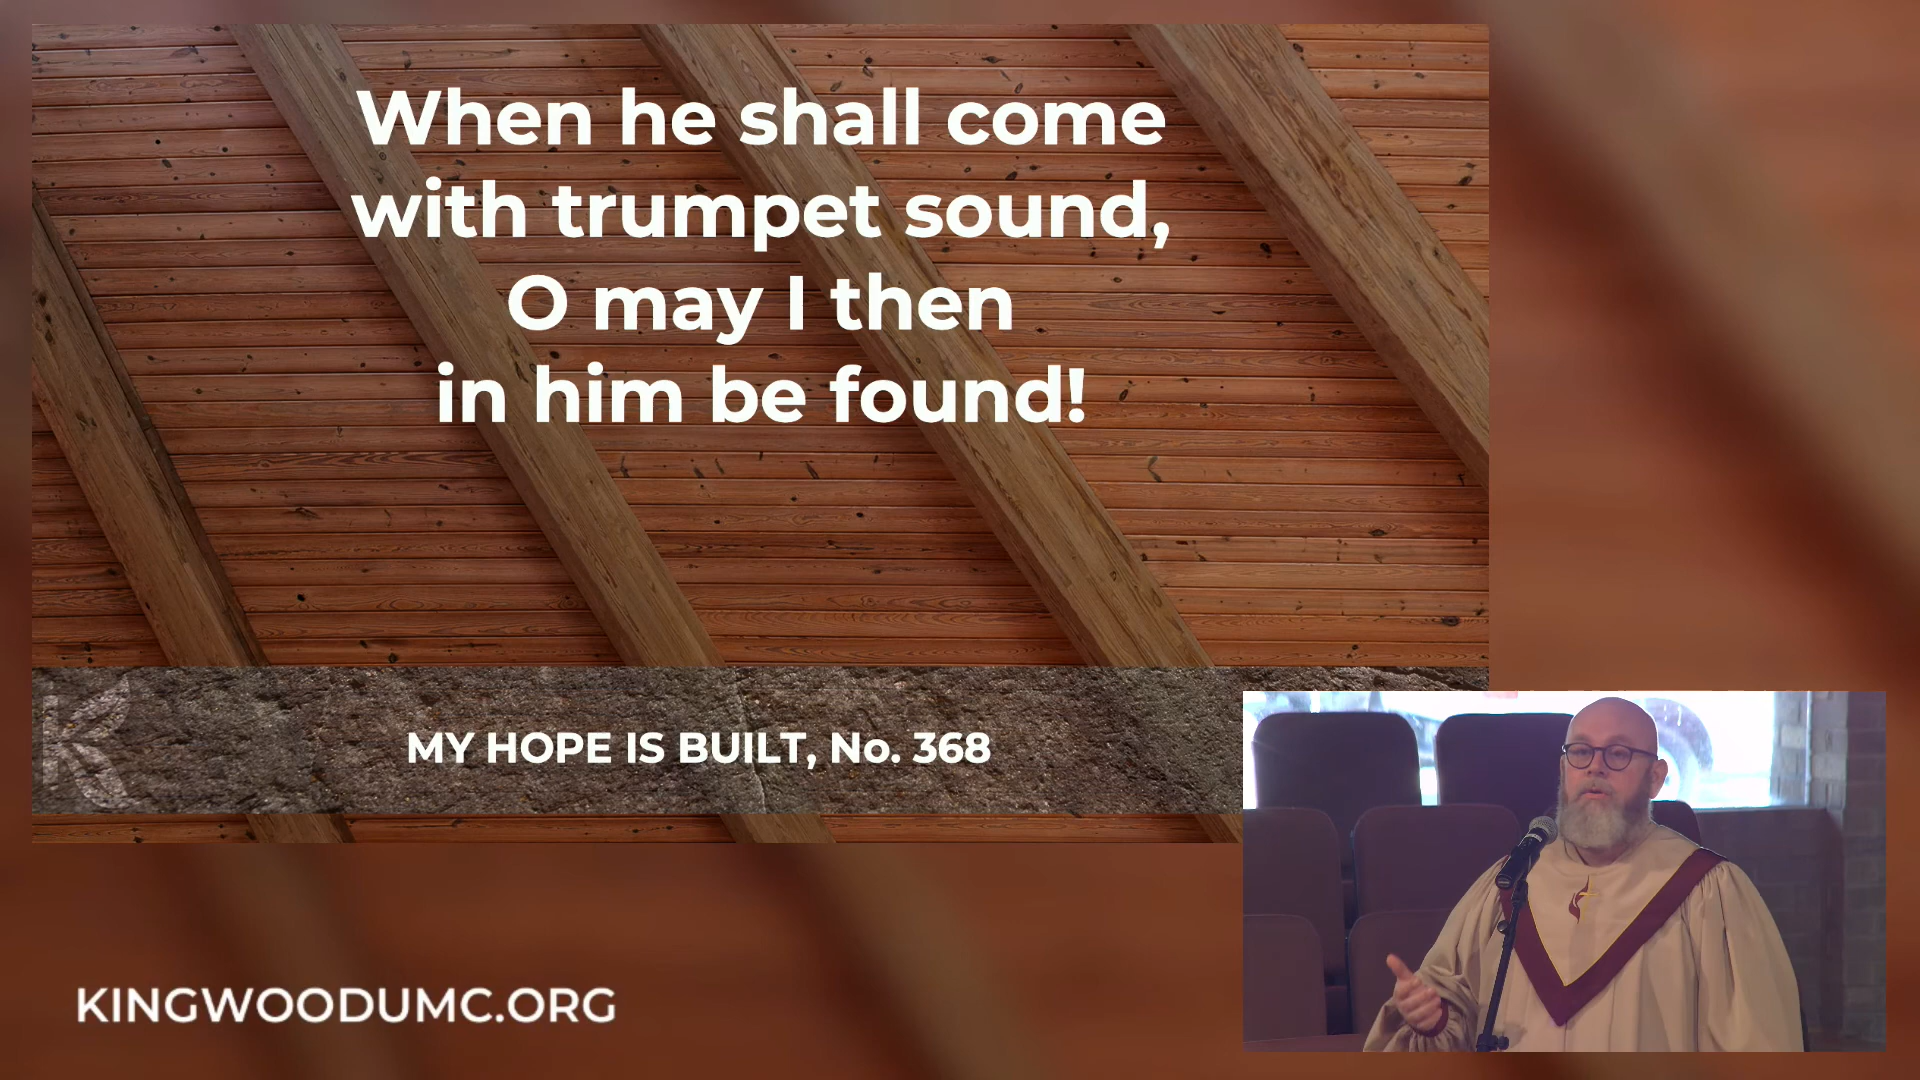 When he shall come
with trumpet sound,
O may I then
in him be found!
MY HOPE IS BUILT, No. 368
KINGWOODUMC.ORG